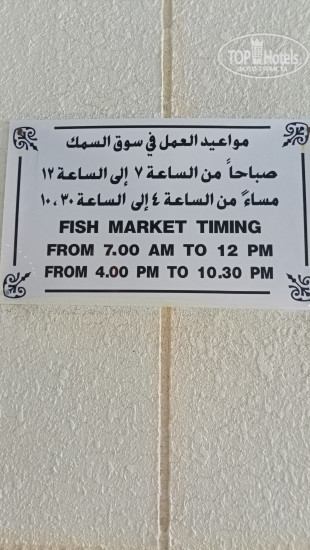 TOP Hotels
مواعيد العمل في سوق السمك
صباحاً من الساعة ٧ إلى الساعة ١٢
مساءً من الساعة ٤ إلى الساعة ١٠،٣٠
FISH MARKET TIMING
FROM 7.00 AM TO 12 PM
FROM 4.00 PM TO 10.30 PM